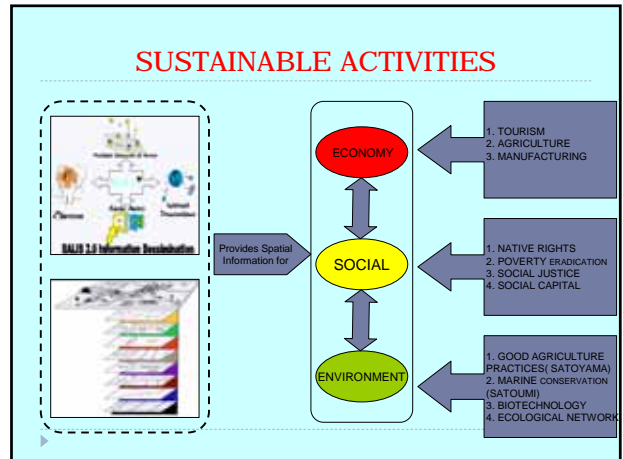 SUSTAINABLE ACTIVITIES
2.0 Information Dessimination
Provides Spatial
Information for
ECONOMY
SOCIAL
ENVIRONMENT
1. TOURISM
2. AGRICULTURE
3. MANUFACTURING
1. NATIVE RIGHTS
2. POVERTY ERADICATION
3. SOCIAL JUSTICE
4. SOCIAL CAPITAL
1. GOOD AGRICULTURE
PRACTICES( SATOYAMA)
2. MARINE CONSERVATION
(SATOUMI)
3. BIOTECHNOLOGY
4. ECOLOGICAL NETWORK